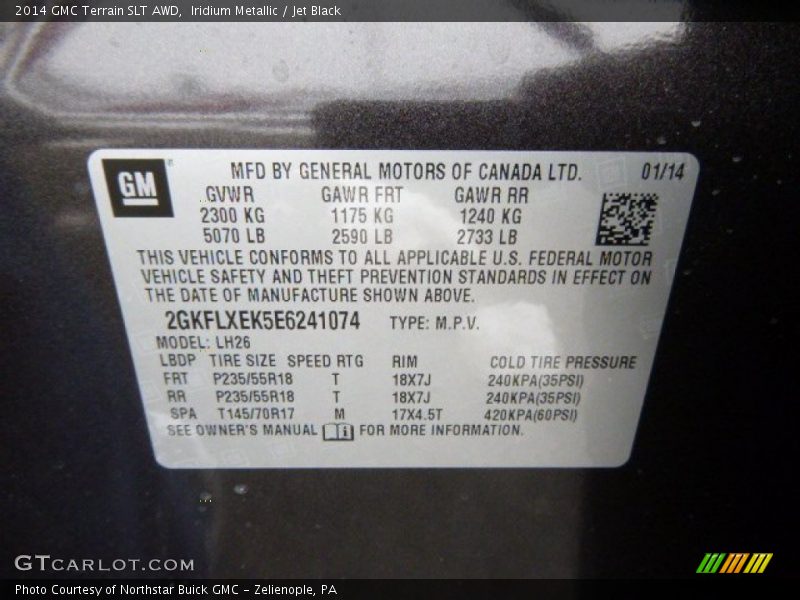 2014 GMC Terrain SLT AWD, Iridium Metallic / Jet Black
GM
MFD BY GENERAL MOTORS OF CANADA LTD. 01/14
GVWR GAWR FRT GAWR RR
2300 KG 1175 KG 1240 KG
5070 LB 2590 LB 2733 LB
THIS VEHICLE CONFORMS TO ALL APPLICABLE U.S. FEDERAL MOTOR
VEHICLE SAFETY AND THEFT PREVENTION STANDARDS IN EFFECT ON
THE DATE OF MANUFACTURE SHOWN ABOVE.
2GKFLXEK5E6241074 TYPE: M.P.V.
MODEL: LH26
LBDP TIRE SIZE SPEED RTG RIM COLD TIRE PRESSURE
FRT P235/55R18 T 18X7J 240KPA(35PSI)
RR P235/55R18 T 18X7J 240KPA(35PSI)
SPA T145/70R17 M 17X4.5T 420KPA(60PSI)
SEE OWNER'S MANUAL FOR MORE INFORMATION.
GTCARLOT.COM
Photo Courtesy of Northstar Buick GMC - Zelienople, PA